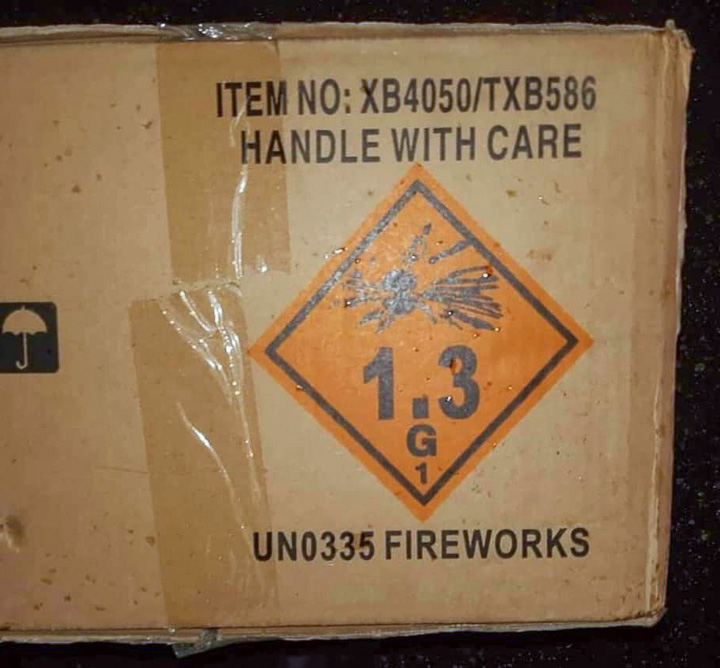 ITEM NO: XB4050/TXB586
HANDLE WITH CARE
1.3
G
1
UN0335 FIREWORKS